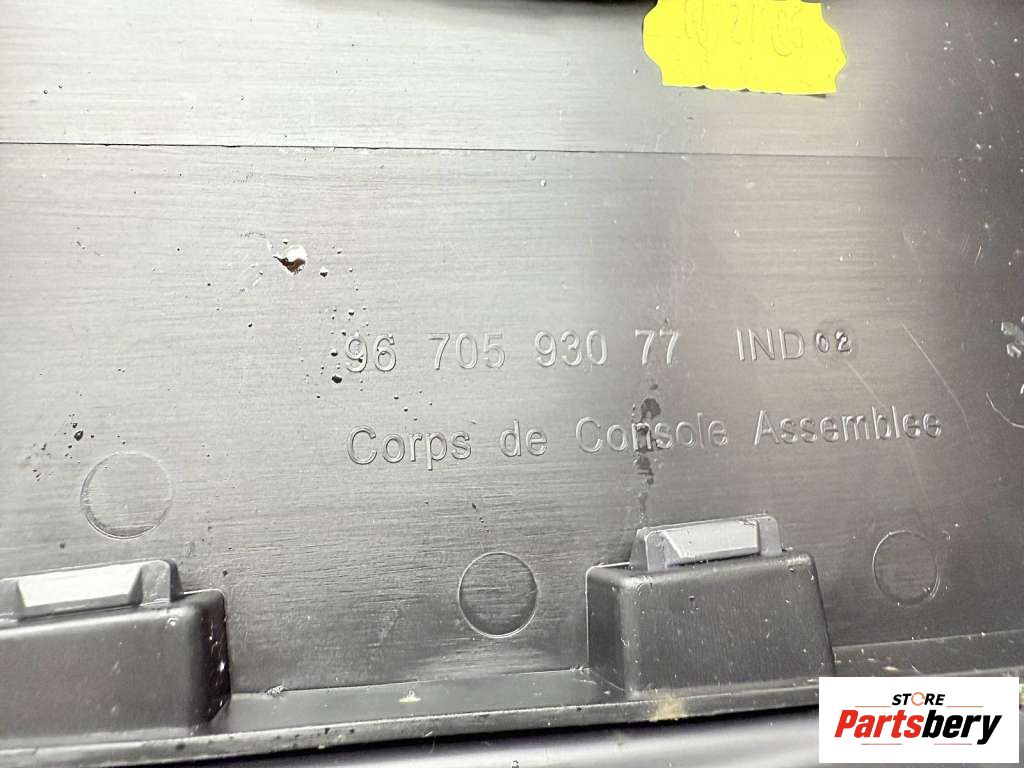 96 705 930 77 IND 02
Corps de Console Assemblee
STORE
Partsbery